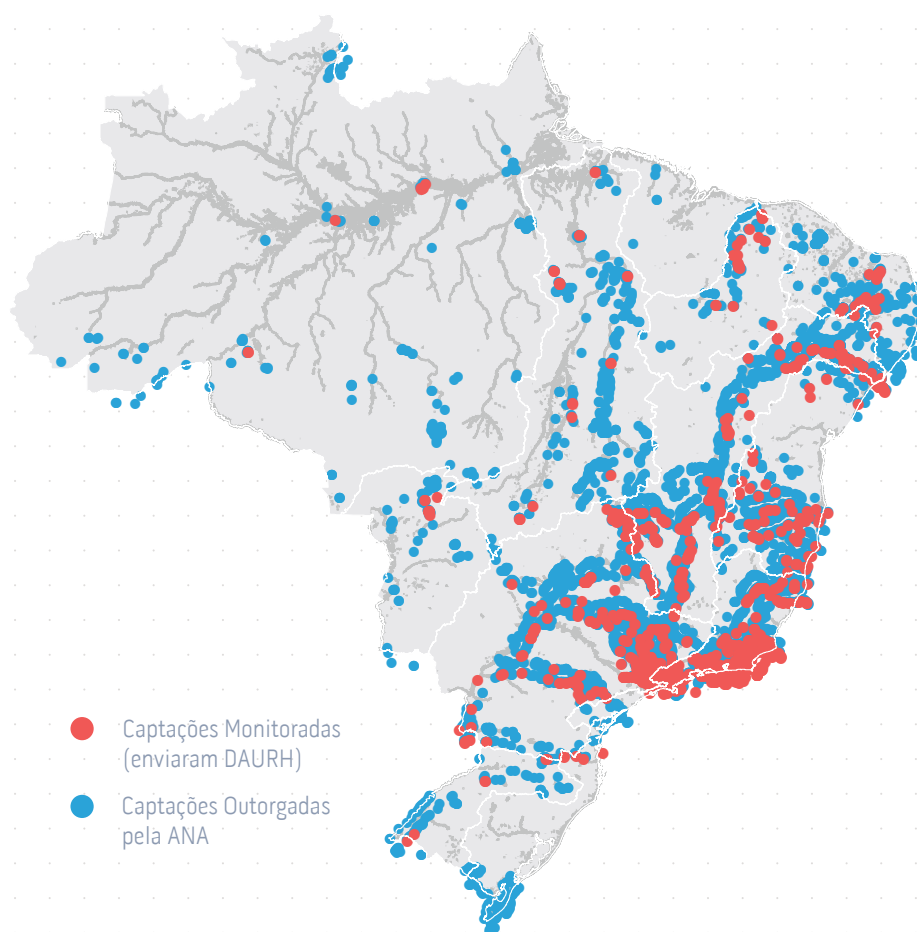 Captações Monitoradas
(enviaram DAURH)
Captações Outorgadas
pela ANA